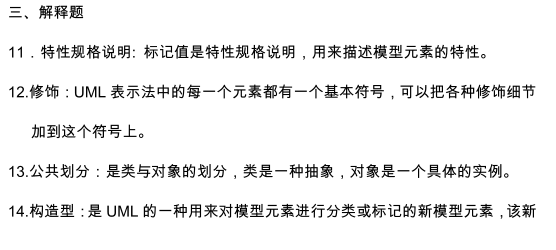 三、解释题
11．特性规格说明: 标记值是特性规格说明，用来描述模型元素的特性。
12.修饰：UML 表示法中的每一个元素都有一个基本符号，可以把各种修饰细节
加到这个符号上。
13.公共划分：是类与对象的划分，类是一种抽象，对象是一个具体的实例。
14.构造型：是 UML 的一种用来对模型元素进行分类或标记的新模型元素，该新